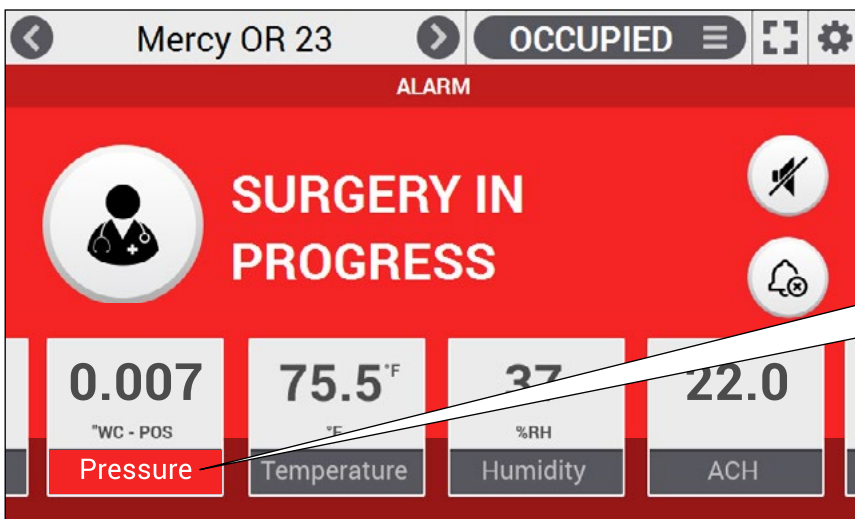 Mercy OR 23
OCCUPIED
ALARM
SURGERY IN
PROGRESS
0.007
"WC - POS
Pressure
75.5°F
°F
Temperature
37
%RH
Humidity
22.0
ACH